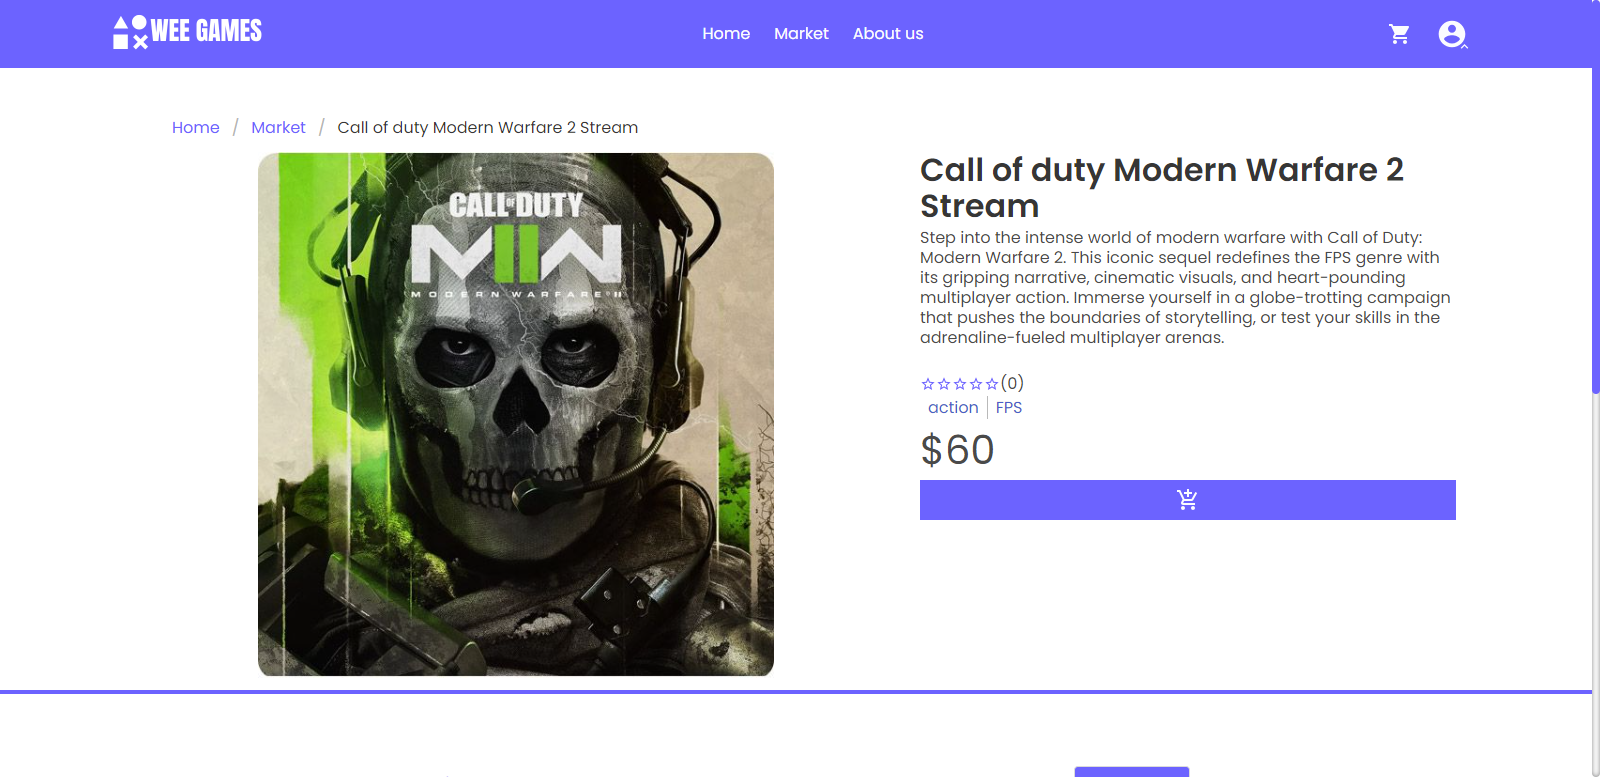 WEE GAMES
Home Market About us
Home / Market / Call of duty Modern Warfare 2 Stream
CALL OF DUTY
MIIW
MODERN WARFARE II
Call of duty Modern Warfare 2
Stream
Step into the intense world of modern warfare with Call of Duty:
Modern Warfare 2. This iconic sequel redefines the FPS genre with
its gripping narrative, cinematic visuals, and heart-pounding
multiplayer action. Immerse yourself in a globe-trotting campaign
that pushes the boundaries of storytelling, or test your skills in the
adrenaline-fueled multiplayer arenas.
(0)
action | FPS
$60